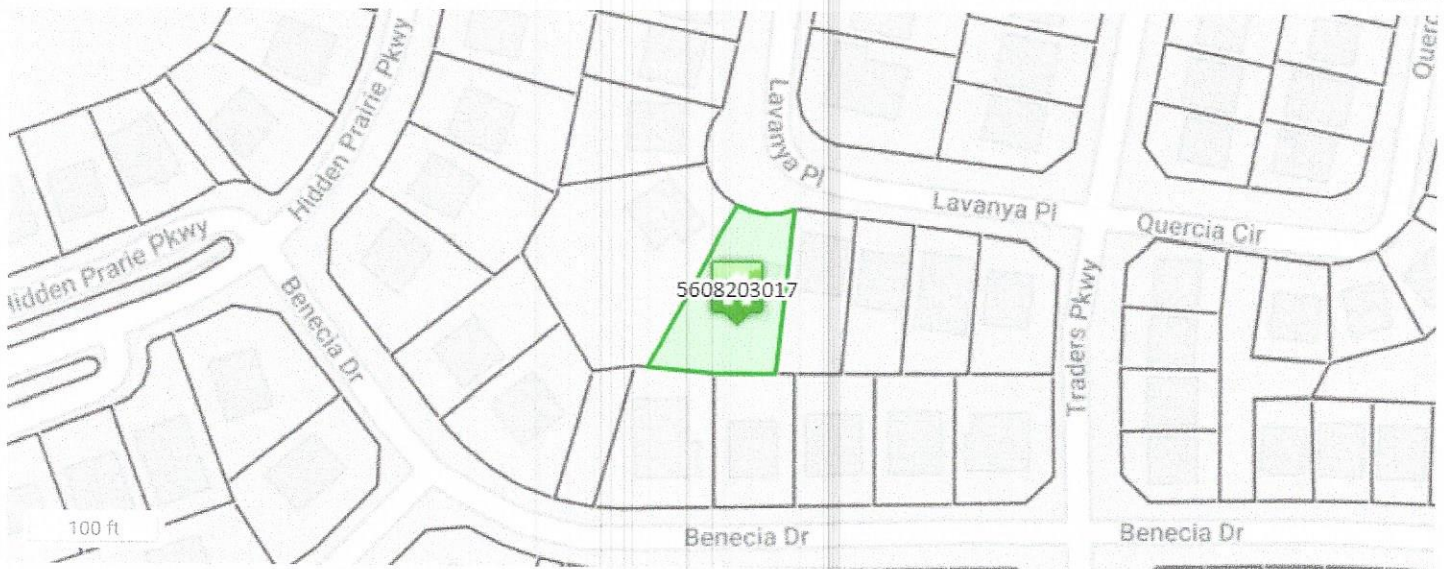 Hidden Prairie Pkwy
Lavanya Pl
Querc
Lavanya Pl
Quercia Cir
Hidden Prarie Pkwy
5608203017
Benecia Dr
Traders Pkwy
100 ft
Benecia Dr
Benecia Dr